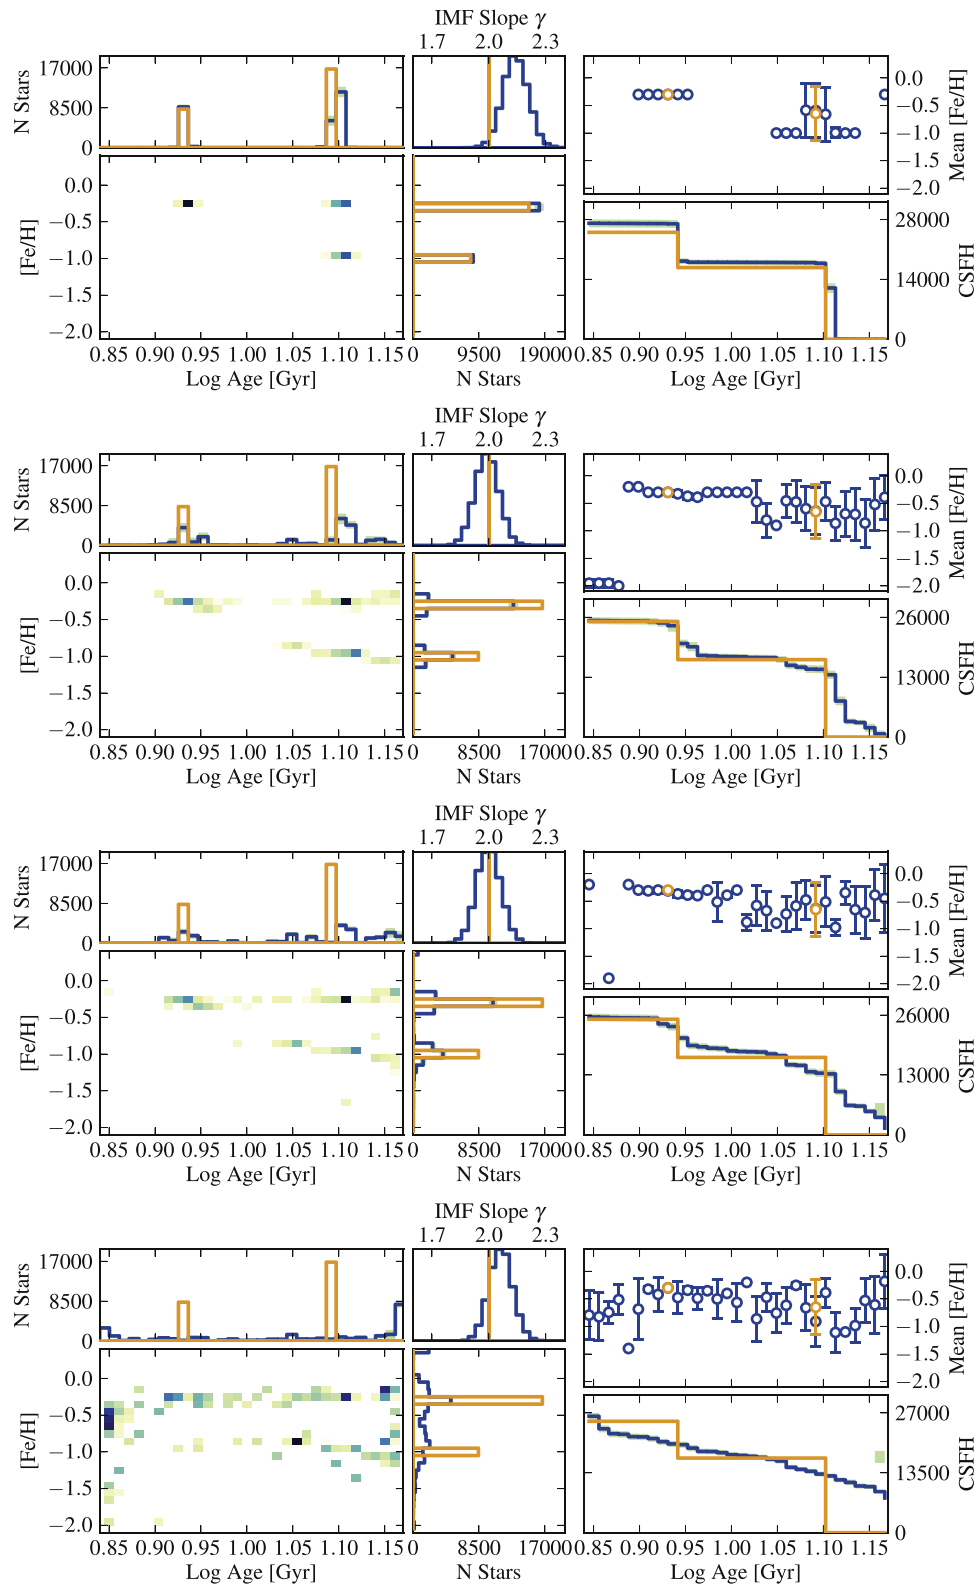 IMF Slope γ
1.7 2.0 2.3
17000
8500
0
N Stars
0.0
−0.5
−1.0
−1.5
−2.0
Mean [Fe/H]
0.0
−0.5
−1.0
−1.5
−2.0
[Fe/H]
28000
14000
0
CSFH
0.85 0.90 0.95 1.00 1.05 1.10 1.15
Log Age [Gyr]
0 9500 19000
N Stars
0.85 0.90 0.95 1.00 1.05 1.10 1.15
Log Age [Gyr]
IMF Slope γ
1.7 2.0 2.3
17000
8500
0
N Stars
0.0
−0.5
−1.0
−1.5
−2.0
Mean [Fe/H]
0.0
−0.5
−1.0
−1.5
−2.0
[Fe/H]
26000
13000
0
CSFH
0.85 0.90 0.95 1.00 1.05 1.10 1.15
Log Age [Gyr]
0 8500 17000
N Stars
0.85 0.90 0.95 1.00 1.05 1.10 1.15
Log Age [Gyr]
IMF Slope γ
1.7 2.0 2.3
17000
8500
0
N Stars
0.0
−0.5
−1.0
−1.5
−2.0
Mean [Fe/H]
0.0
−0.5
−1.0
−1.5
−2.0
[Fe/H]
26000
13000
0
CSFH
0.85 0.90 0.95 1.00 1.05 1.10 1.15
Log Age [Gyr]
0 8500 17000
N Stars
0.85 0.90 0.95 1.00 1.05 1.10 1.15
Log Age [Gyr]
IMF Slope γ
1.7 2.0 2.3
17000
8500
0
N Stars
0.0
−0.5
−1.0
−1.5
−2.0
Mean [Fe/H]
0.0
−0.5
−1.0
−1.5
−2.0
[Fe/H]
27000
13500
0
CSFH
0.85 0.90 0.95 1.00 1.05 1.10 1.15
Log Age [Gyr]
0 8500 17000
N Stars
0.85 0.90 0.95 1.00 1.05 1.10 1.15
Log Age [Gyr]